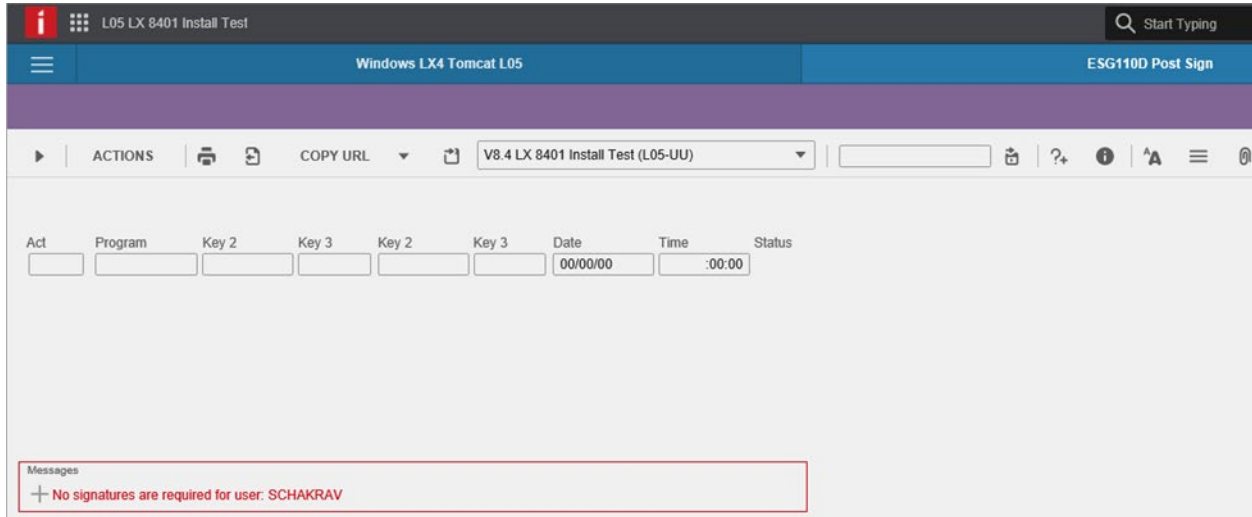 L05 LX 8401 Install Test
Start Typing
Windows LX4 Tomcat L05
ESG110D Post Sign
ACTIONS
COPY URL
V8.4 LX 8401 Install Test (L05-UU)
?+
AA
Act Program Key 2 Key 3 Key 2 Key 3 Date Time Status
00/00/00 :00:00
Messages
No signatures are required for user: SCHAKRAV